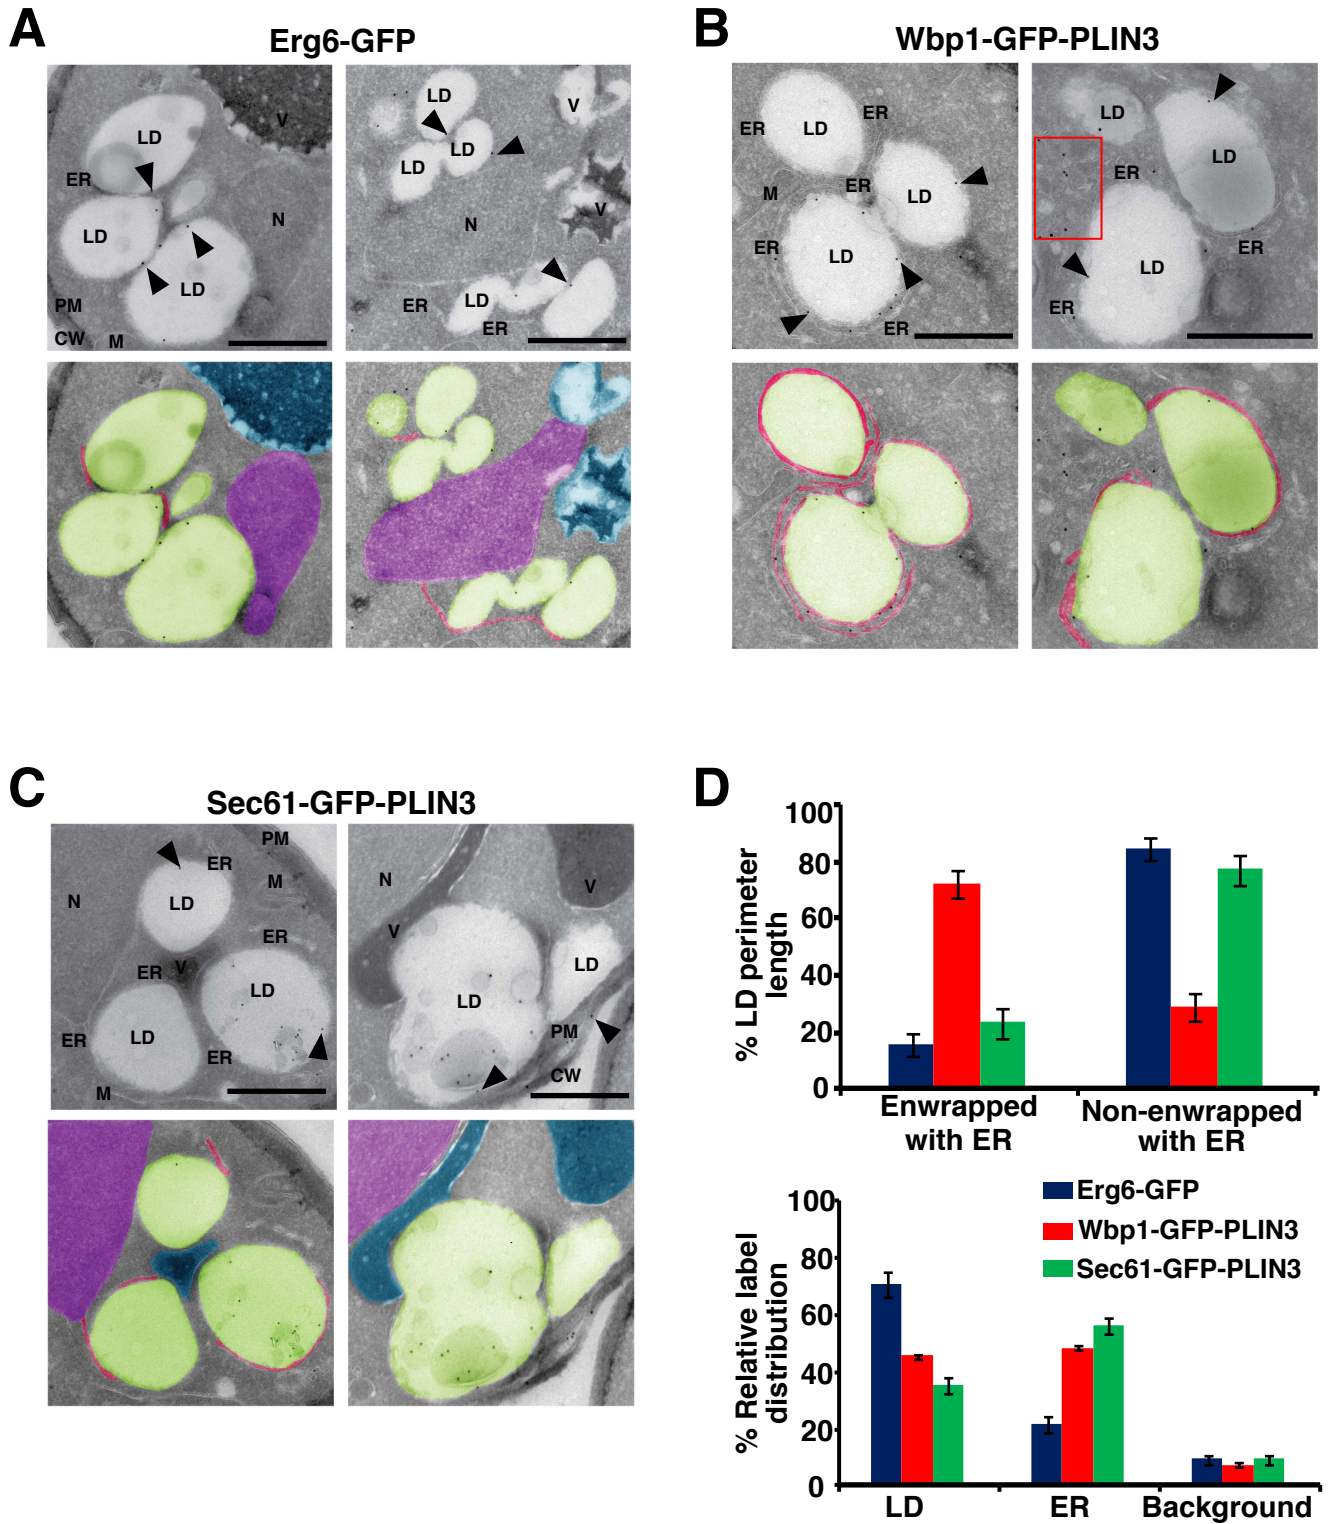 A
Erg6-GFP
LD
V
ER
LD
N
LD
PM
CW
M
LD
V
LD
LD
V
N
ER
LD
ER
B
Wbp1-GFP-PLIN3
ER
LD
ER
M
ER
LD
ER
LD
ER
LD
ER
LD
ER
LD
ER
C
Sec61-GFP-PLIN3
PM
ER
M
N
LD
ER
ER
V
LD
ER
LD
ER
M
N
V
V
LD
LD
PM
CW
D
% LD perimeter
length
100
80
60
40
20
0
Enwrapped
with ER
Non-enwrapped
with ER
Erg6-GFP
Wbp1-GFP-PLIN3
Sec61-GFP-PLIN3
% Relative label
distribution
100
80
60
40
20
0
LD
ER
Background